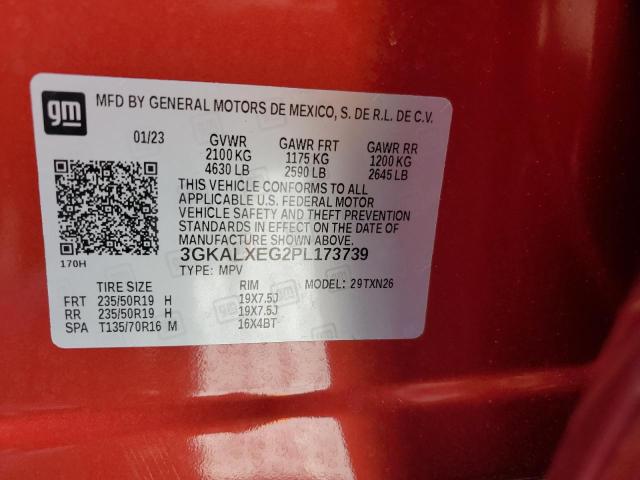 gm
MFD BY GENERAL MOTORS DE MEXICO, S. DE R.L. DE C.V.
01/23 GVWR GAWR FRT GAWR RR
2100 KG 1175 KG 1200 KG
4630 LB 2590 LB 2645 LB
THIS VEHICLE CONFORMS TO ALL
APPLICABLE U.S. FEDERAL MOTOR
VEHICLE SAFETY AND THEFT PREVENTION
STANDARDS IN EFFECT ON THE DATE OF
MANUFACTURE SHOWN ABOVE.
170H 3GKALXEG2PL173739
TYPE: MPV
TIRE SIZE RIM MODEL: 29TXN26
FRT 235/50R19 H 19X7.5J
RR 235/50R19 H 19X7.5J
SPA T135/70R16 M 16X4BT